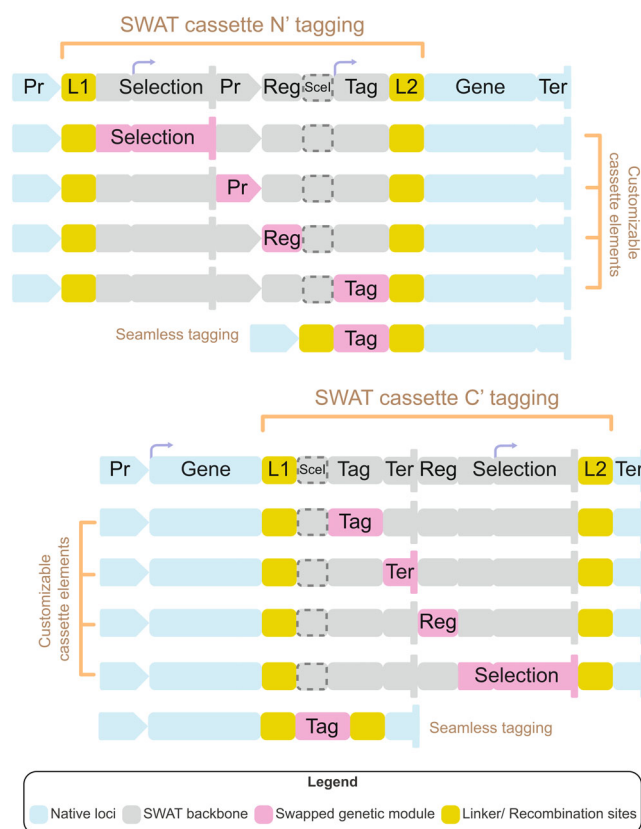 SWAT cassette N' tagging
Pr L1 Selection Pr Reg SceI Tag L2 Gene Ter
Selection
Pr
Reg
Tag
Customizable
cassette elements
Seamless tagging Tag
SWAT cassette C' tagging
Pr Gene L1 SceI Tag Ter Reg Selection L2 Ter
Tag
Ter
Reg
Selection
Customizable
cassette elements
Tag Seamless tagging
Legend
Native loci SWAT backbone Swapped genetic module Linker/ Recombination sites